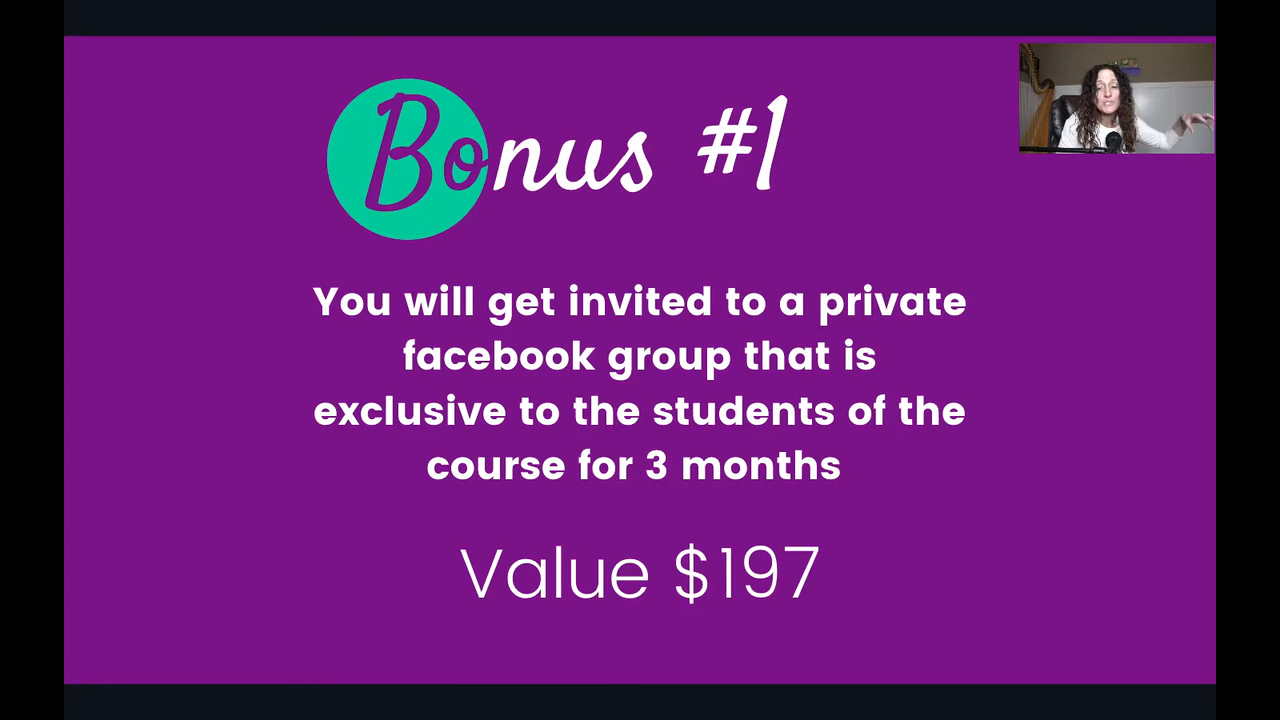 Bonus #1
You will get invited to a private
facebook group that is
exclusive to the students of the
course for 3 months
Value $197